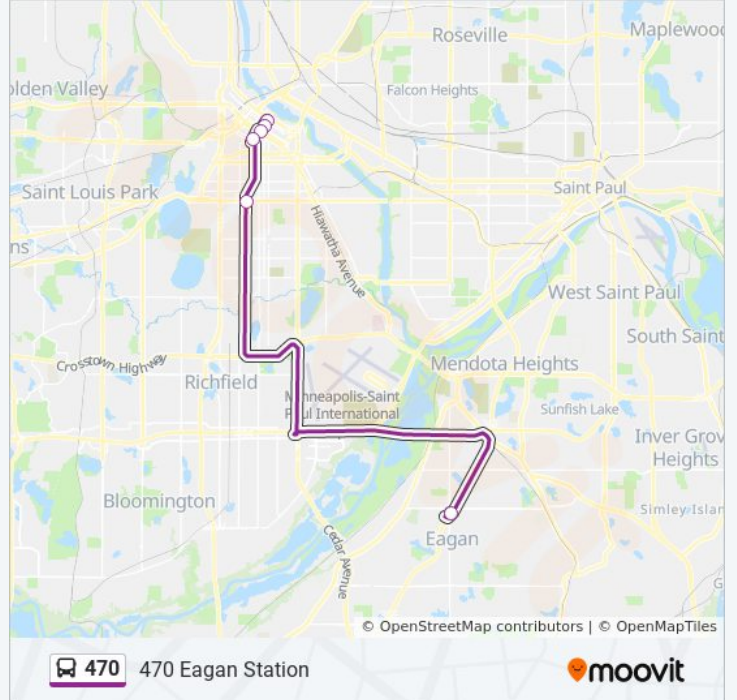 Roseville
Maplewood
olden Valley
Falcon Heights
Saint Louis Park
Saint Paul
ns
Hiawatha Avenue
West Saint Paul
South Saint
Crosstown Highway
Mendota Heights
Richfield
Minneapolis-Saint
Paul International
Sunfish Lake
Inver Grov
Heights
Bloomington
Simley Islan
Eagan
Cedar Avenue
G
© OpenStreetMap contributors | © OpenMapTiles
470
470 Eagan Station
moovit